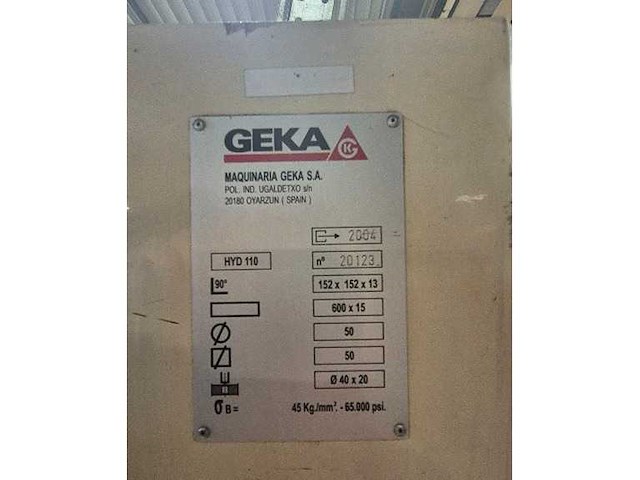 GEKA
GK
MAQUINARIA GEKA S.A.
POL. IND. UGALDETXO s/n
20180 OYARZUN ( SPAIN )
2004
HYD 110 nº 20123
90° 152 x 152 x 13
600 x 15
50
50
Ø 40 x 20
σ B = 45 Kg./mm². - 65.000 psi.